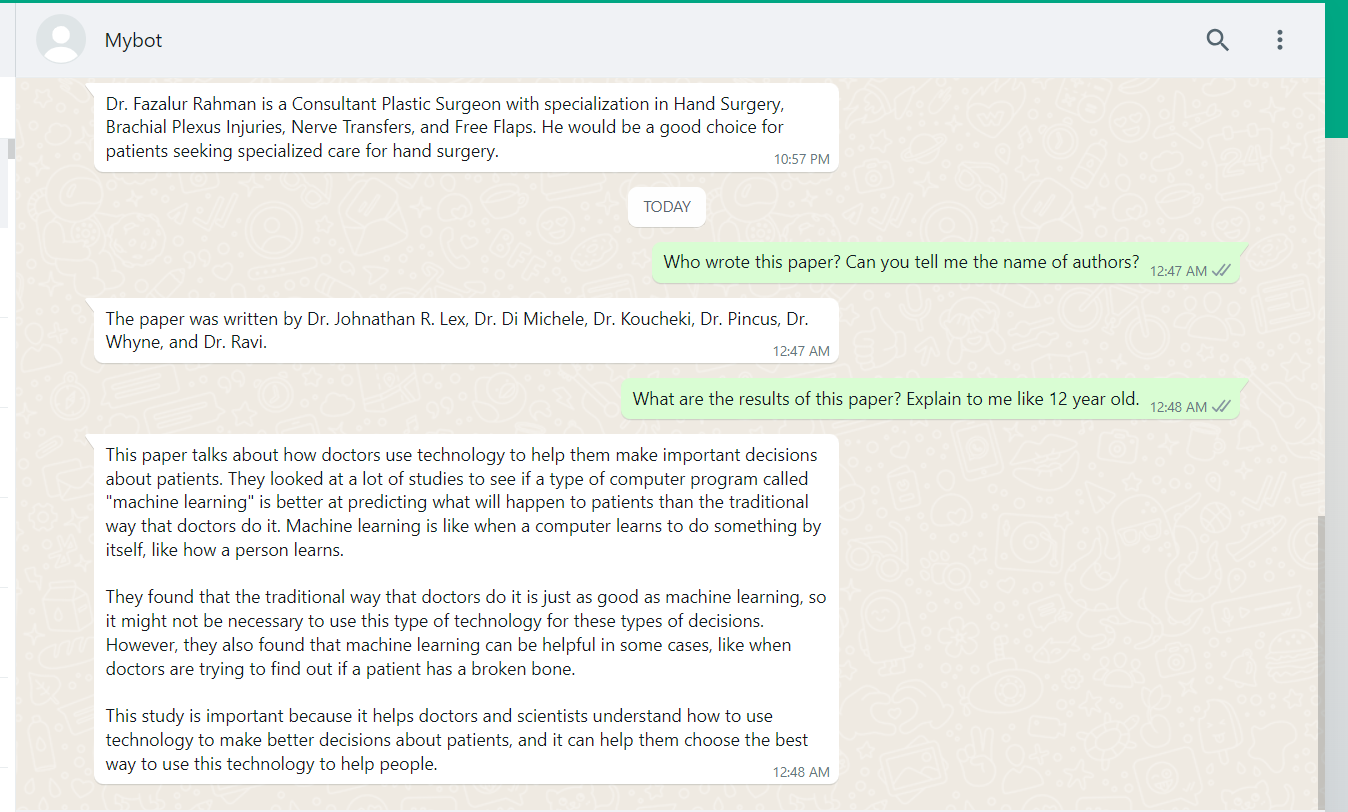 Mybot
Dr. Fazalur Rahman is a Consultant Plastic Surgeon with specialization in Hand Surgery,
Brachial Plexus Injuries, Nerve Transfers, and Free Flaps. He would be a good choice for
patients seeking specialized care for hand surgery.
10:57 PM
TODAY
Who wrote this paper? Can you tell me the name of authors?
12:47 AM
The paper was written by Dr. Johnathan R. Lex, Dr. Di Michele, Dr. Koucheki, Dr. Pincus, Dr.
Whyne, and Dr. Ravi.
12:47 AM
What are the results of this paper? Explain to me like 12 year old.
12:48 AM
This paper talks about how doctors use technology to help them make important decisions
about patients. They looked at a lot of studies to see if a type of computer program called
"machine learning" is better at predicting what will happen to patients than the traditional
way that doctors do it. Machine learning is like when a computer learns to do something by
itself, like how a person learns.
They found that the traditional way that doctors do it is just as good as machine learning, so
it might not be necessary to use this type of technology for these types of decisions.
However, they also found that machine learning can be helpful in some cases, like when
doctors are trying to find out if a patient has a broken bone.
This study is important because it helps doctors and scientists understand how to use
technology to make better decisions about patients, and it can help them choose the best
way to use this technology to help people.
12:48 AM